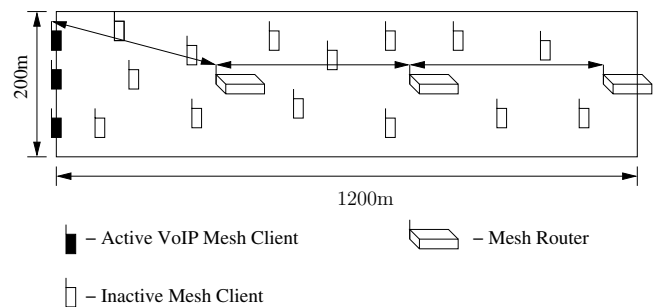 200m
1200m
– Active VoIP Mesh Client
– Mesh Router
– Inactive Mesh Client